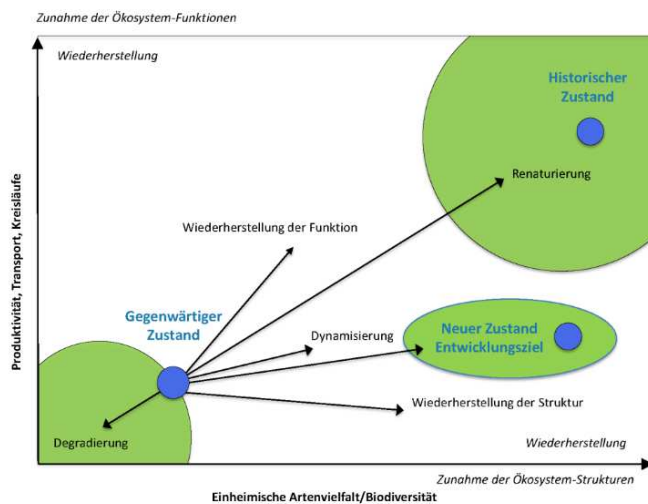 Zunahme der Ökosystem-Funktionen
Wiederherstellung
Historischer
Zustand
Renaturierung
Produktivität, Transport, Kreisläufe
Wiederherstellung der Funktion
Gegenwärtiger
Zustand
Dynamisierung
Neuer Zustand
Entwicklungsziel
Wiederherstellung der Struktur
Degradierung
Wiederherstellung
Zunahme der Ökosystem-Strukturen
Einheimische Artenvielfalt/Biodiversität